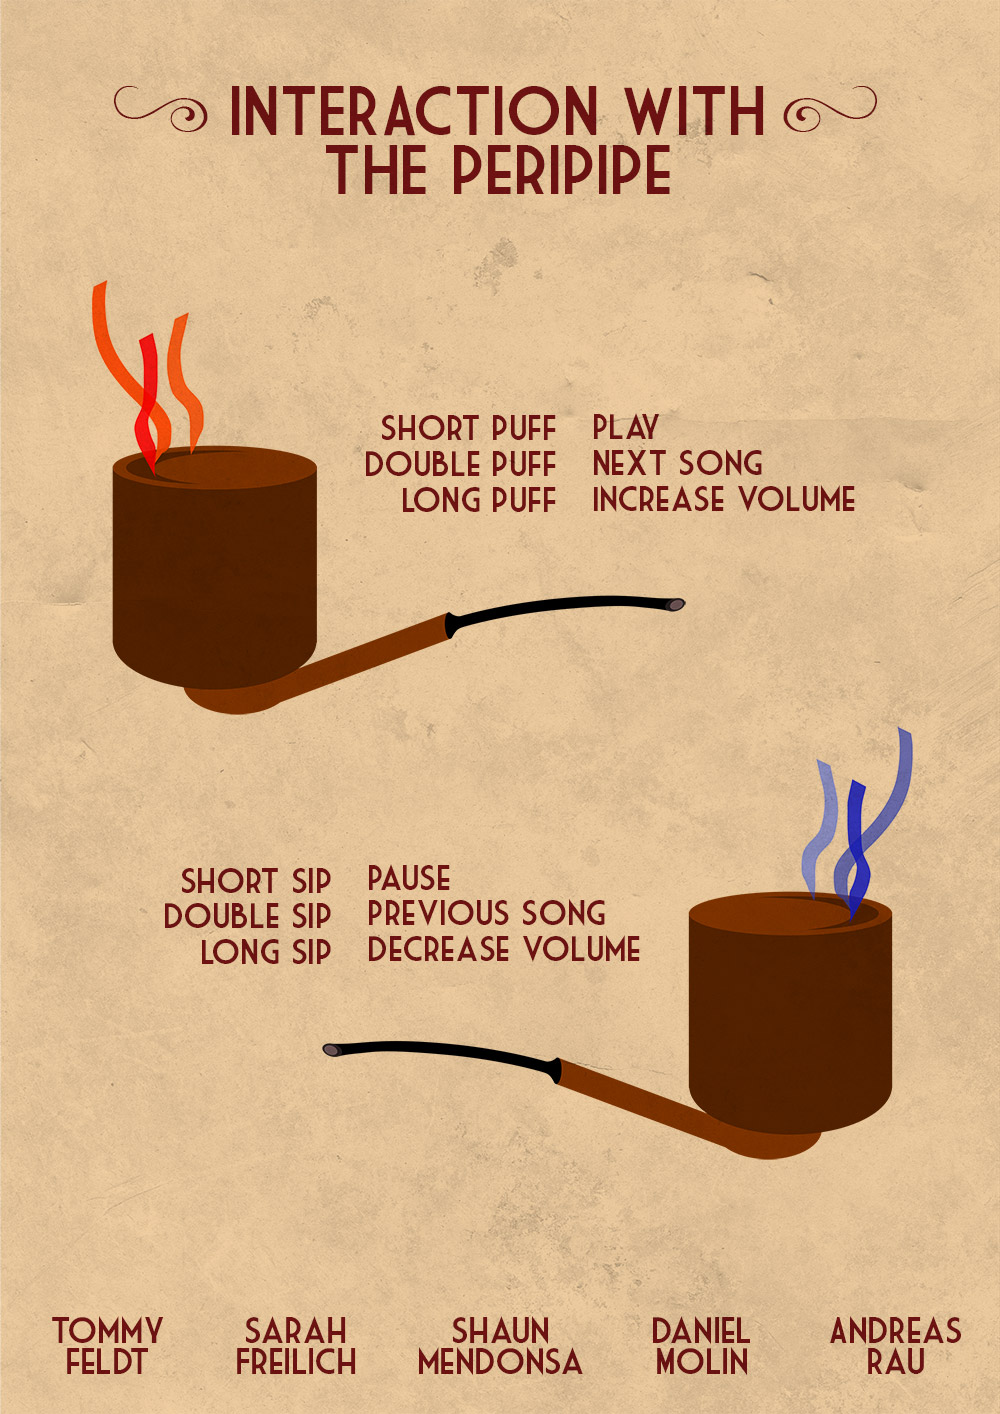 INTERACTION WITH
THE PERIPIPE
SHORT PUFF PLAY
DOUBLE PUFF NEXT SONG
LONG PUFF INCREASE VOLUME
SHORT SIP PAUSE
DOUBLE SIP PREVIOUS SONG
LONG SIP DECREASE VOLUME
TOMMY FELDT
SARAH FREILICH
SHAUN MENDONSA
DANIEL MOLIN
ANDREAS RAU